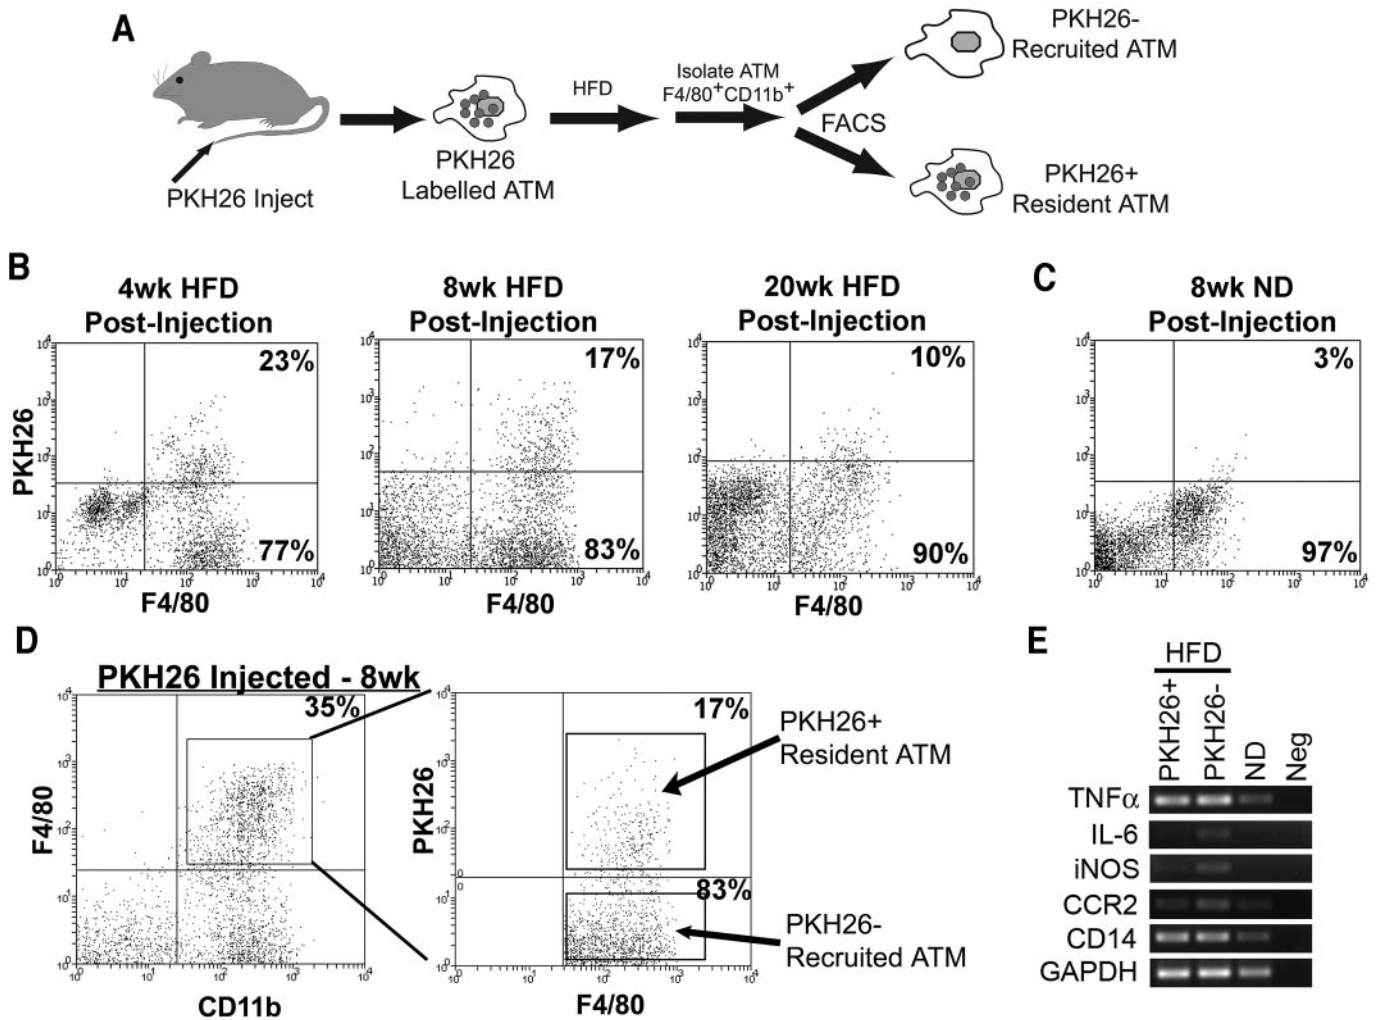 A
PKH26 Inject
PKH26
Labelled ATM
HFD
Isolate ATM
F4/80+CD11b+
FACS
PKH26-
Recruited ATM
PKH26+
Resident ATM
B
4wk HFD
Post-Injection
8wk HFD
Post-Injection
20wk HFD
Post-Injection
C
8wk ND
Post-Injection
PKH26
23%
77%
F4/80
17%
83%
F4/80
10%
90%
F4/80
3%
97%
D
PKH26 Injected - 8wk
35%
F4/80
CD11b
17%
83%
PKH26
F4/80
PKH26+
Resident ATM
PKH26-
Recruited ATM
E
HFD
PKH26+
PKH26-
ND
Neg
TNFα
IL-6
iNOS
CCR2
CD14
GAPDH